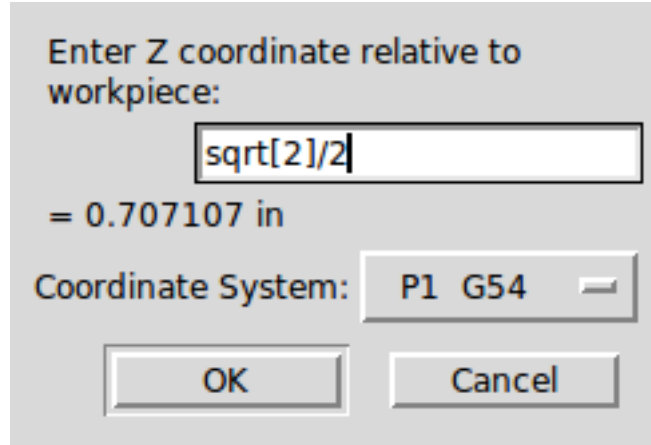 Enter Z coordinate relative to
workpiece:
sqrt[2]/2
= 0.707107 in
Coordinate System: P1 G54
OK Cancel